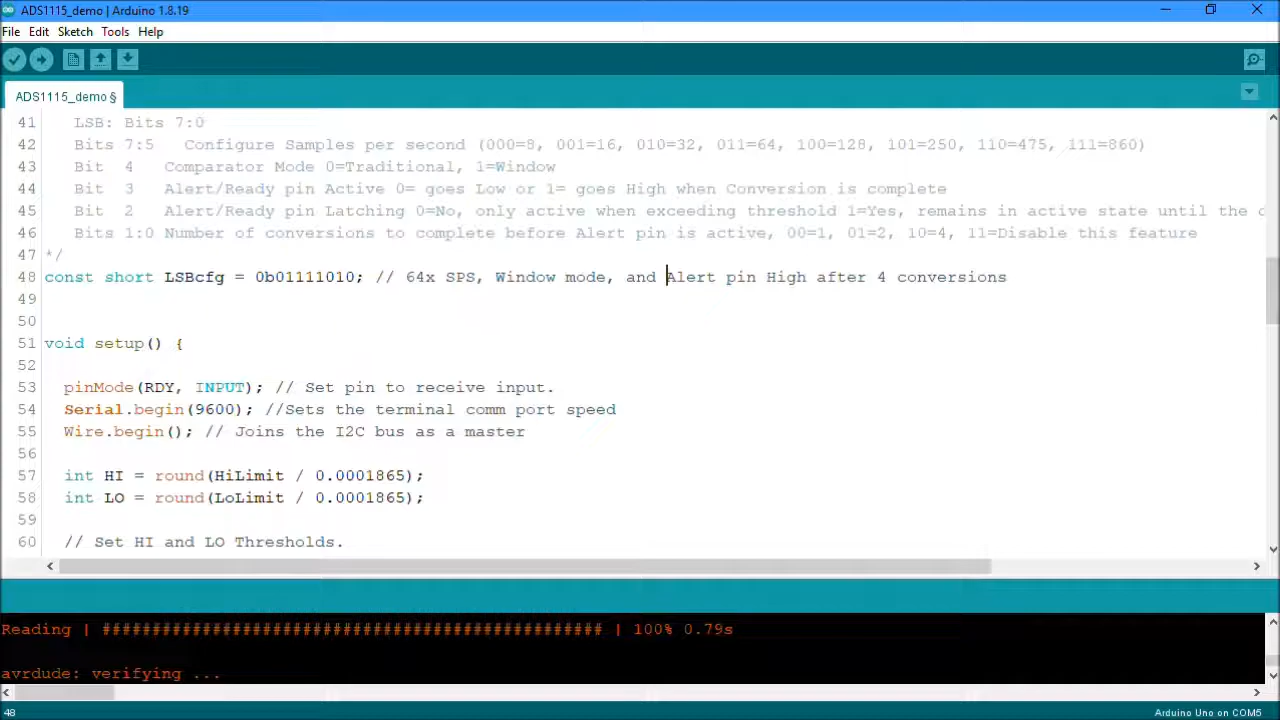 ADS1115_demo | Arduino 1.8.19
File Edit Sketch Tools Help
ADS1115_demo §
41 LSB: Bits 7:0
42 Bits 7:5 Configure Samples per second (000=8, 001=16, 010=32, 011=64, 100=128, 101=250, 110=475, 111=860)
43 Bit 4 Comparator Mode 0=Traditional, 1=Window
44 Bit 3 Alert/Ready pin Active 0= goes Low or 1= goes High when Conversion is complete
45 Bit 2 Alert/Ready pin Latching 0=No, only active when exceeding threshold 1=Yes, remains in active state until the
46 Bits 1:0 Number of conversions to complete before Alert pin is active, 00=1, 01=2, 10=4, 11=Disable this feature
47 */
48 const short LSBcfg = 0b01111010; // 64x SPS, Window mode, and Alert pin High after 4 conversions
49
50
51 void setup() {
52
53 pinMode(RDY, INPUT); // Set pin to receive input.
54 Serial.begin(9600); //Sets the terminal comm port speed
55 Wire.begin(); // Joins the I2C bus as a master
56
57 int HI = round(HiLimit / 0.0001865);
58 int LO = round(LoLimit / 0.0001865);
59
60 // Set HI and LO Thresholds.
Reading | ################################################## | 100% 0.79s
avrdude: verifying ...
48 Arduino Uno on COM5